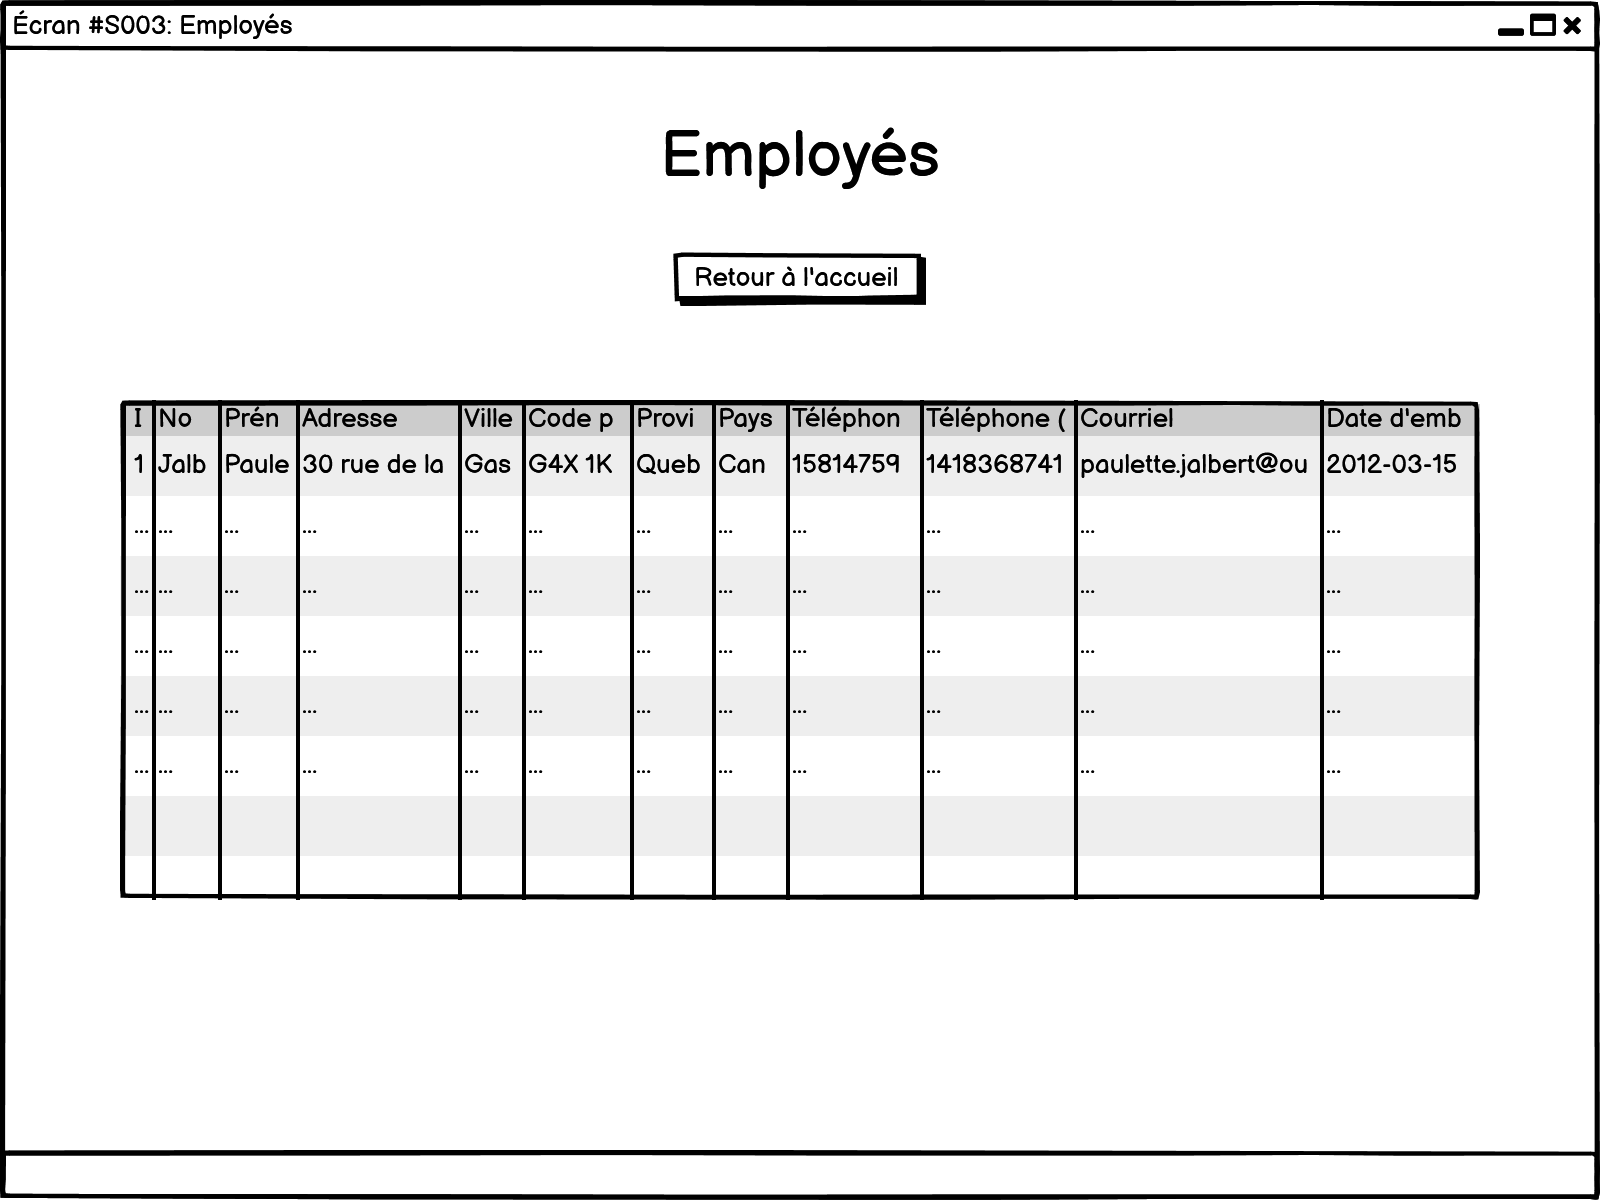 Écran #S003: Employés
Employés
Retour à l'accueil
I No Prén Adresse Ville Code p Provi Pays Téléphon Téléphone ( Courriel Date d'emb
1 Jalb Paule 30 rue de la Gas G4X 1K Queb Can 15814759 1418368741 paulette.jalbert@ou 2012-03-15
... ... ... ... ... ... ... ... ... ... ... ...
... ... ... ... ... ... ... ... ... ... ... ...
... ... ... ... ... ... ... ... ... ... ... ...
... ... ... ... ... ... ... ... ... ... ... ...
... ... ... ... ... ... ... ... ... ... ... ...